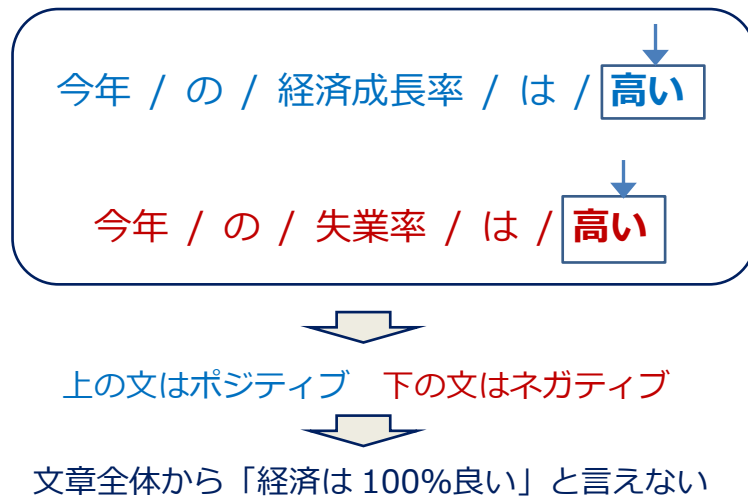 今年 / の / 経済成長率 / は / 高い
今年 / の / 失業率 / は / 高い
上の文はポジティブ 下の文はネガティブ
文章全体から「経済は 100%良い」と言えない